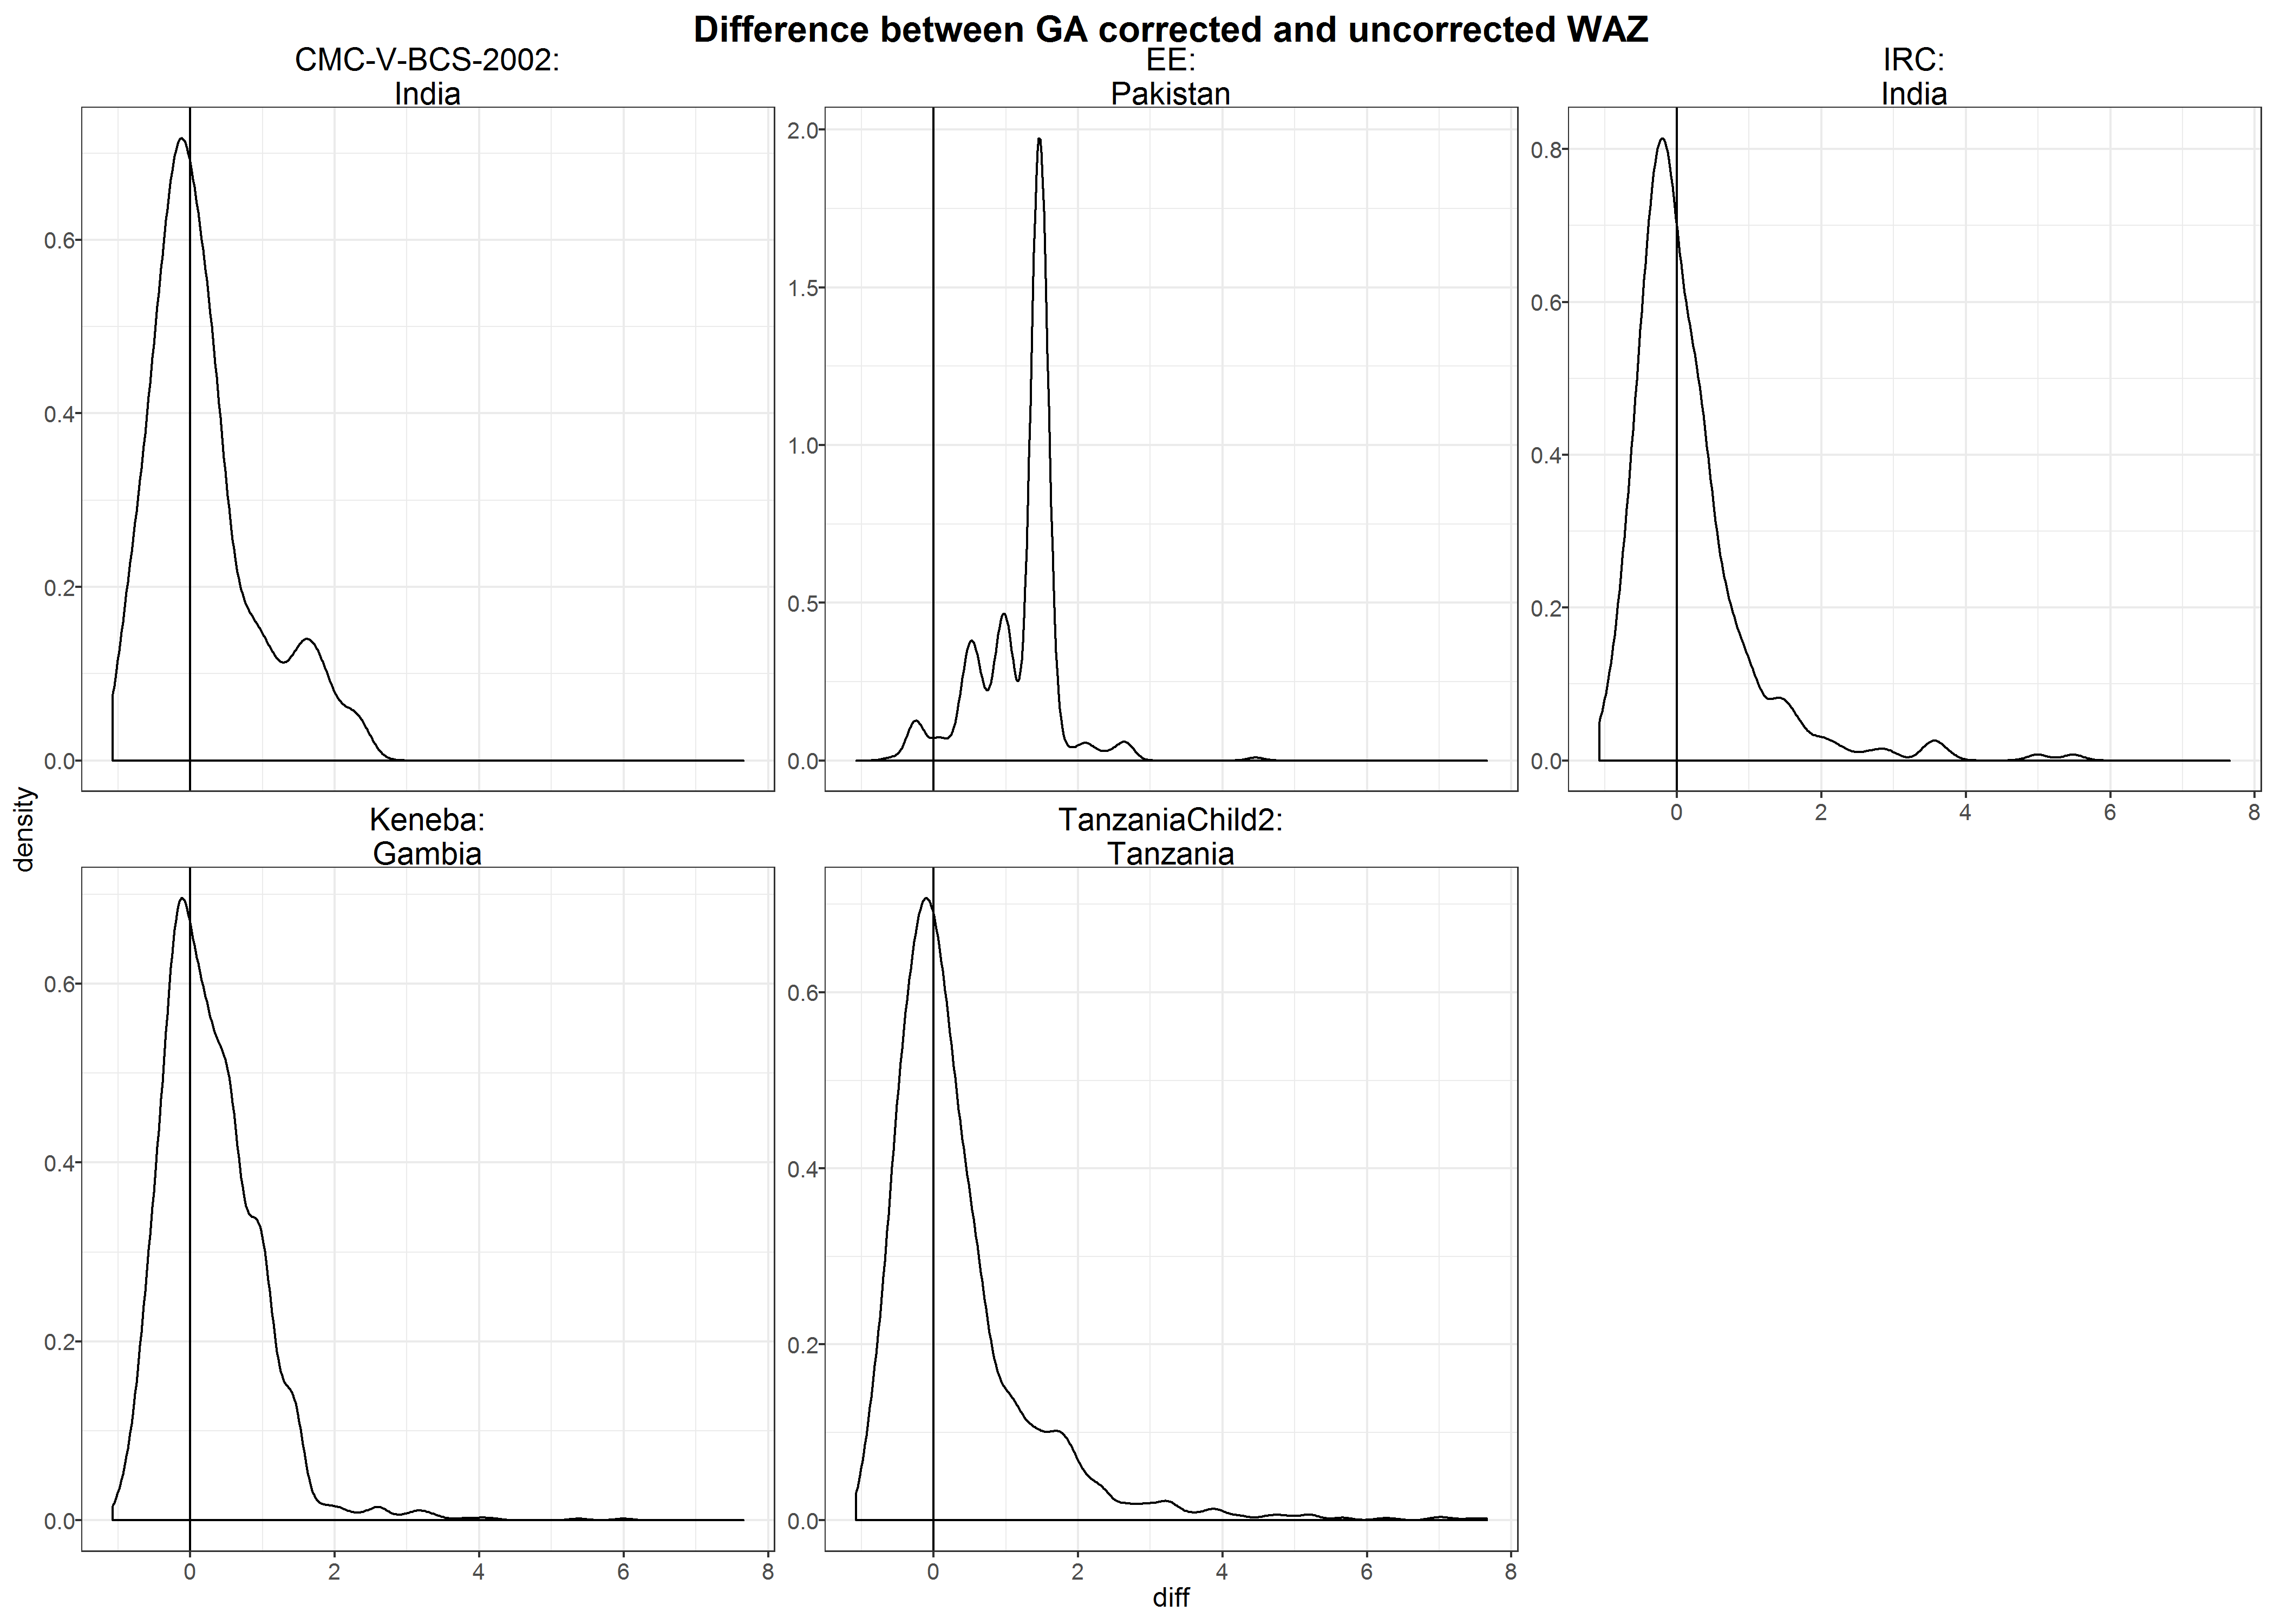 Difference between GA corrected and uncorrected WAZ
CMC-V-BCS-2002:
India
EE:
Pakistan
IRC:
India
0.6
0.4
0.2
0.0
2.0
1.5
1.0
0.5
0.0
0.8
0.6
0.4
0.2
0.0
0 2 4 6 8
density
Keneba:
Gambia
TanzaniaChild2:
Tanzania
0.6
0.4
0.2
0.0
0 2 4 6 8
0.6
0.4
0.2
0.0
0 2 4 6 8
diff